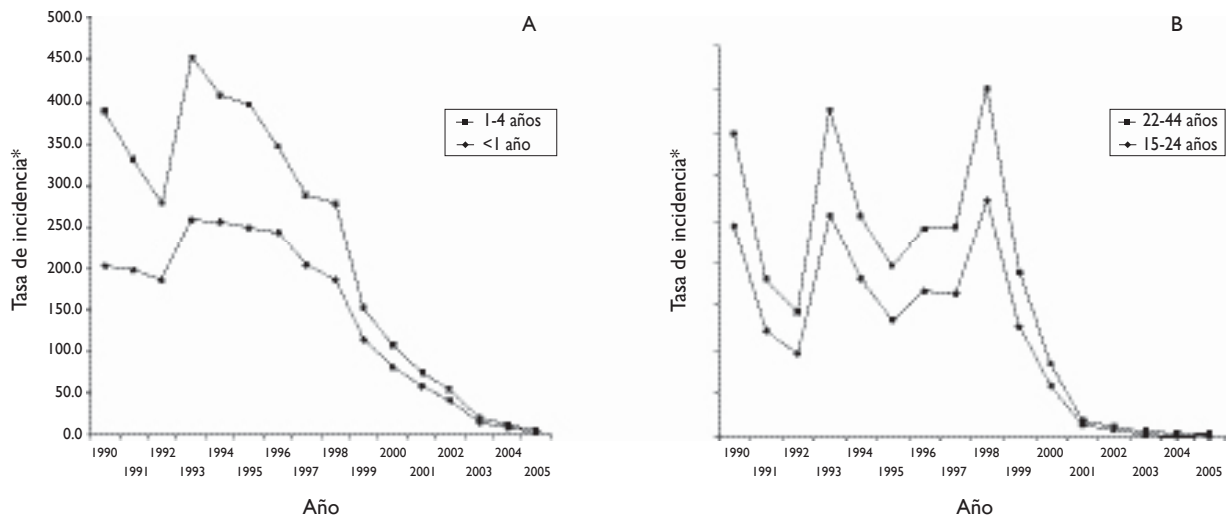 A
500.0
450.0
400.0
350.0
300.0
250.0
200.0
150.0
100.0
50.0
0.0
Tasa de incidencia*
1-4 años
<1 año
1990 1992 1993 1995 1996 1998 2000 2002 2004
1991 1994 1997 1999 2001 2003 2005
Año
B
Tasa de incidencia*
22-44 años
15-24 años
1990 1992 1994 1996 1998 2000 2002 2004
1991 1993 1995 1997 1999 2001 2003 2005
Año